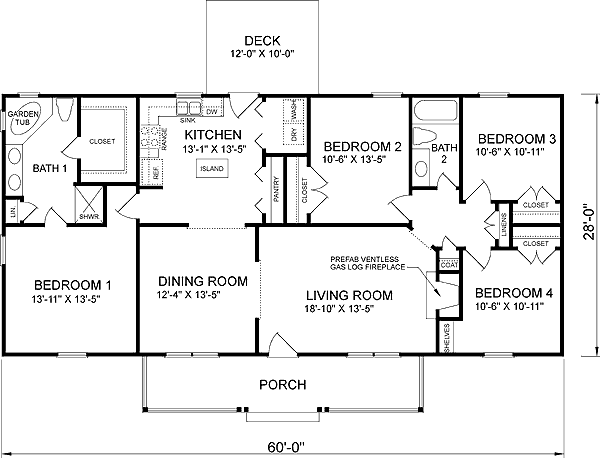 DECK
12'-0" X 10'-0"
GARDEN
TUB
CLOSET
BATH 1
LIN
SHWR
SINK
DW
RANGE
REF
KITCHEN
13'-1" X 13'-5"
ISLAND
WASH
DRY
PANTRY
CLOSET
BEDROOM 2
10'-6" X 13'-5"
BATH
2
BEDROOM 3
10'-6" X 10'-11"
CLOSET
LINENS
CLOSET
28'-0"
BEDROOM 1
13'-11" X 13'-5"
DINING ROOM
12'-4" X 13'-5"
PREFAB VENTLESS
GAS LOG FIREPLACE
COAT
LIVING ROOM
18'-10" X 13'-5"
BEDROOM 4
10'-6" X 10'-11"
SHELVES
PORCH
60'-0"